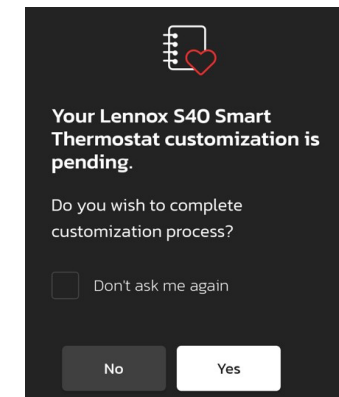 Your Lennox S40 Smart
Thermostat customization is
pending.
Do you wish to complete
customization process?
Don't ask me again
No
Yes